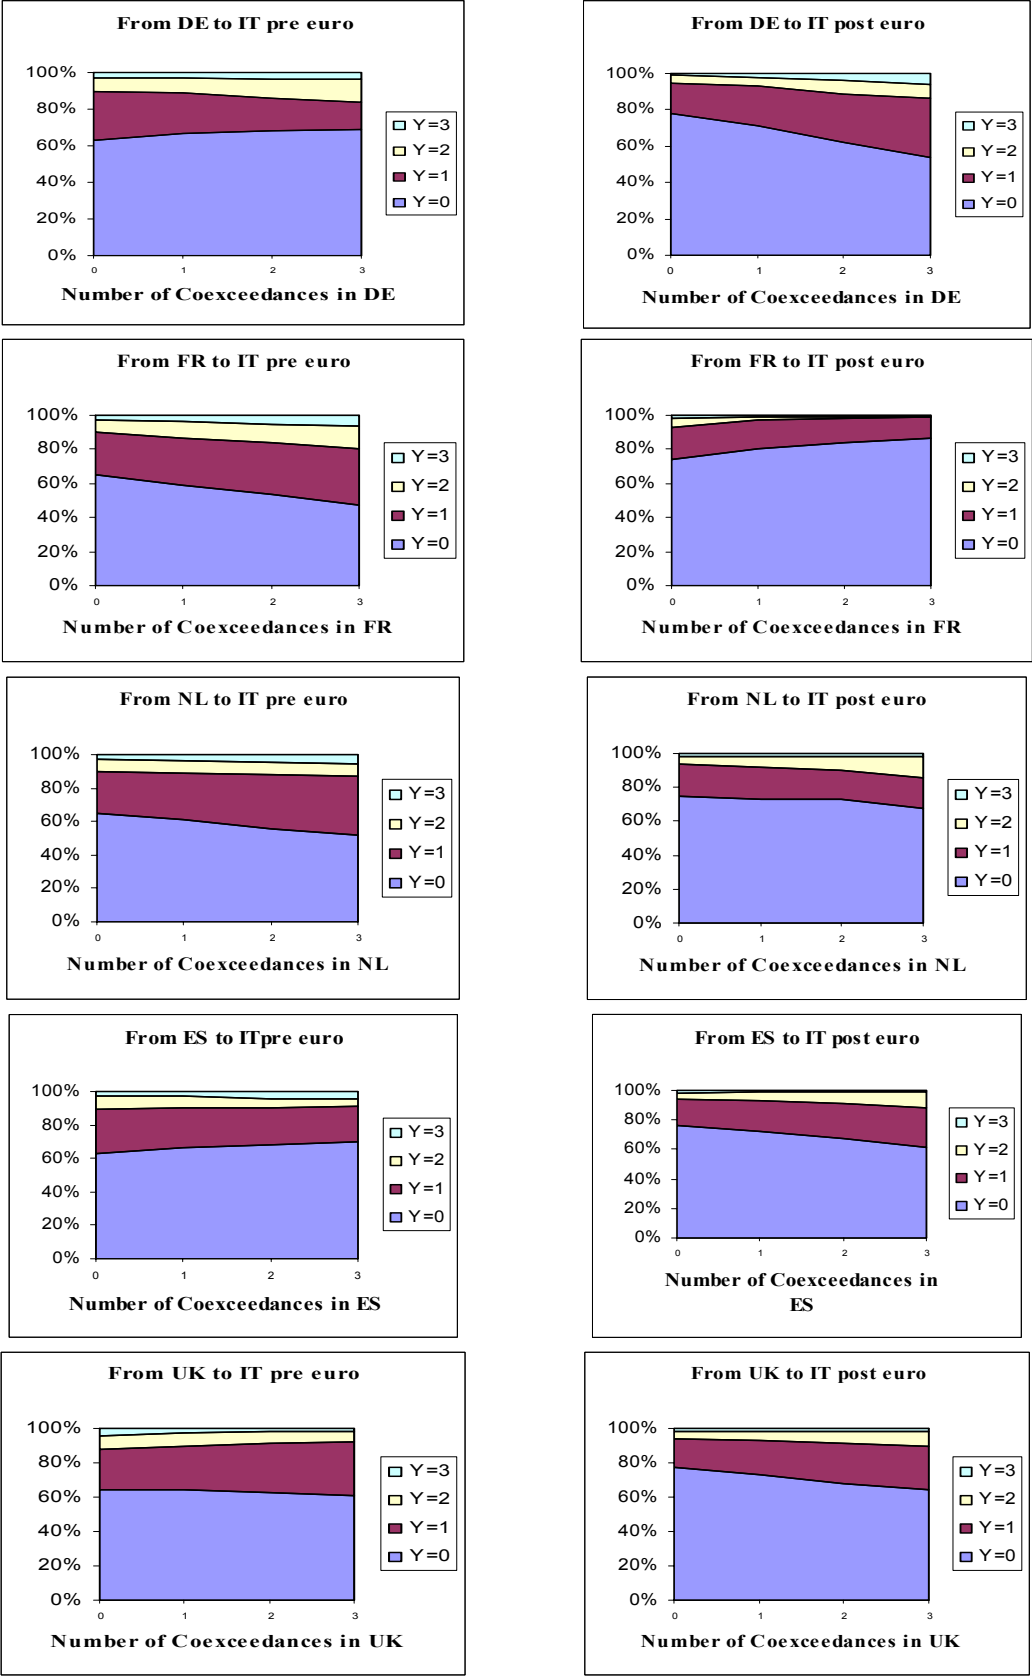 From DE to IT pre euro
100%
80%
60%
40%
20%
0%
0 1 2 3
Number of Coexceedances in DE
Y=3
Y=2
Y=1
Y=0
From DE to IT post euro
100%
80%
60%
40%
20%
0%
0 1 2 3
Number of Coexceedances in DE
Y=3
Y=2
Y=1
Y=0
From FR to IT pre euro
100%
80%
60%
40%
20%
0%
0 1 2 3
Number of Coexceedances in FR
Y=3
Y=2
Y=1
Y=0
From FR to IT post euro
100%
80%
60%
40%
20%
0%
0 1 2 3
Number of Coexceedances in FR
Y=3
Y=2
Y=1
Y=0
From NL to IT pre euro
100%
80%
60%
40%
20%
0%
0 1 2 3
Number of Coexceedances in NL
Y=3
Y=2
Y=1
Y=0
From NL to IT post euro
100%
80%
60%
40%
20%
0%
0 1 2 3
Number of Coexceedances in NL
Y=3
Y=2
Y=1
Y=0
From ES to ITpre euro
100%
80%
60%
40%
20%
0%
0 1 2 3
Number of Coexceedances in ES
Y=3
Y=2
Y=1
Y=0
From ES to IT post euro
100%
80%
60%
40%
20%
0%
0 1 2 3
Number of Coexceedances in
ES
Y=3
Y=2
Y=1
Y=0
From UK to IT pre euro
100%
80%
60%
40%
20%
0%
0 1 2 3
Number of Coexceedances in UK
Y=3
Y=2
Y=1
Y=0
From UK to IT post euro
100%
80%
60%
40%
20%
0%
0 1 2 3
Number of Coexceedances in UK
Y=3
Y=2
Y=1
Y=0